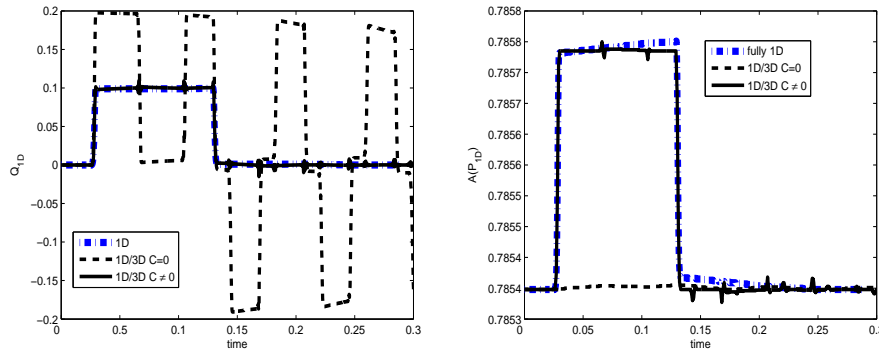 0.2
0.15
0.1
0.05
0
−0.05
−0.1
−0.15
−0.2
Q1D
0 0.05 0.1 0.15 0.2 0.25 0.3
time
1D
1D/3D C=0
1D/3D C ≠ 0
0.7858
0.7858
0.7857
0.7857
0.7856
0.7856
0.7855
0.7855
0.7854
0.7854
0.7853
A(P1D)
0 0.05 0.1 0.15 0.2 0.25 0.3
time
fully 1D
1D/3D C=0
1D/3D C ≠ 0